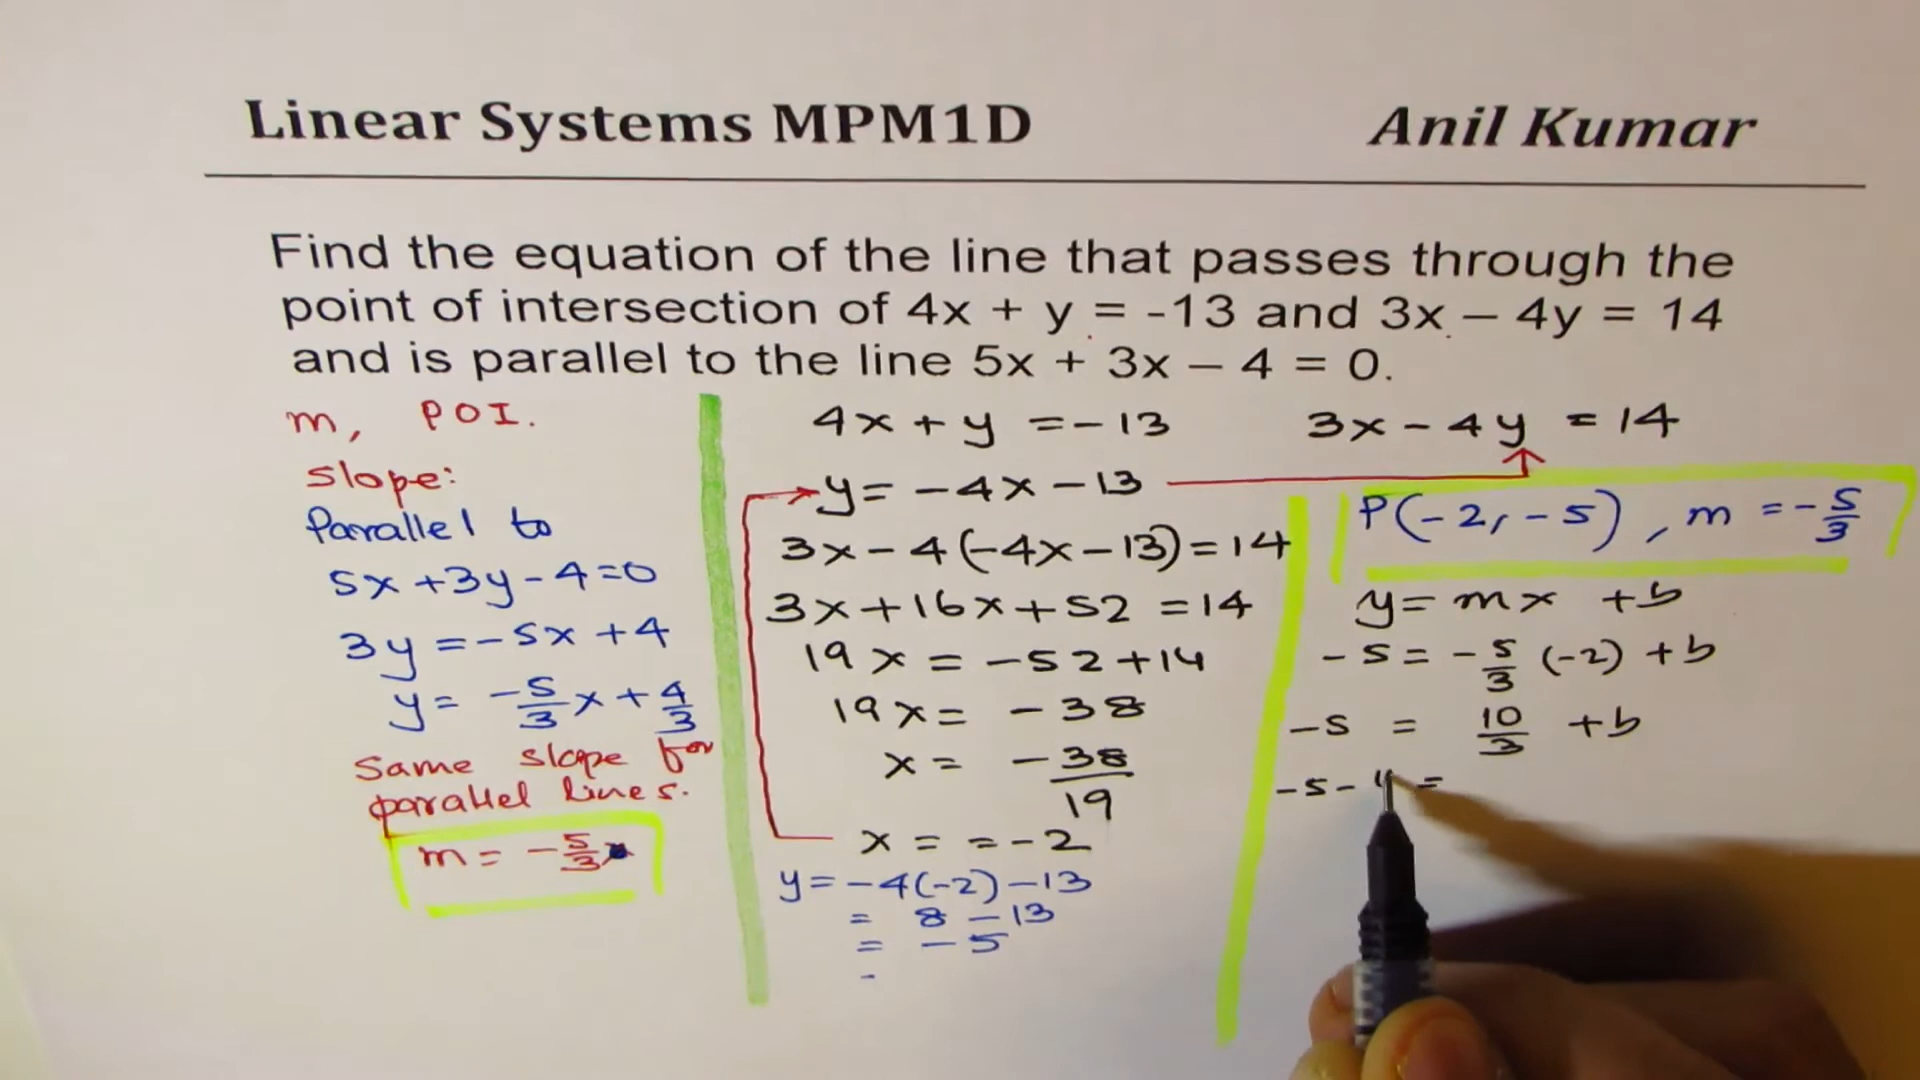 Linear Systems MPM1D Anil Kumar
Find the equation of the line that passes through the
point of intersection of 4x + y = -13 and 3x – 4y = 14
and is parallel to the line 5x + 3x – 4 = 0.
m, POI.
Slope:
Parallel to
5x + 3y - 4 = 0
3y = -5x + 4
y = -5/3 x + 4/3
Same slope for
parallel lines.
m = -5/3
4x + y = -13
y = -4x - 13
3x - 4(-4x - 13) = 14
3x + 16x + 52 = 14
19x = -52 + 14
19x = -38
x = -38/19
x = = -2
y = -4(-2) - 13
= 8 - 13
= -5
-
3x - 4y = 14
P(-2, -5), m = -5/3
y = mx + b
-5 = -5/3 (-2) + b
-5 = 10/3 + b
-5 - =